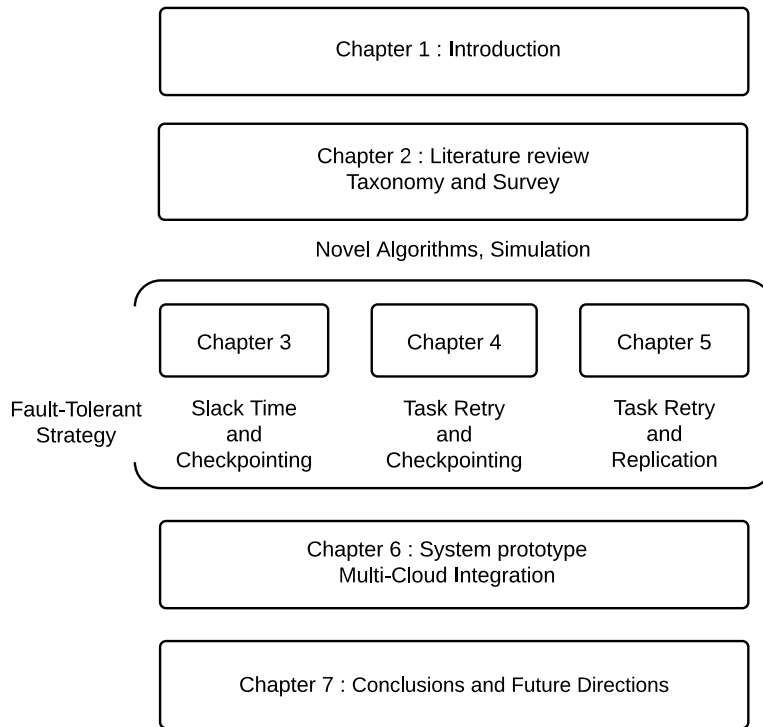 Chapter 1 : Introduction
Chapter 2 : Literature review
Taxonomy and Survey
Novel Algorithms, Simulation
Fault-Tolerant
Strategy
Chapter 3
Slack Time
and
Checkpointing
Chapter 4
Task Retry
and
Checkpointing
Chapter 5
Task Retry
and
Replication
Chapter 6 : System prototype
Multi-Cloud Integration
Chapter 7 : Conclusions and Future Directions